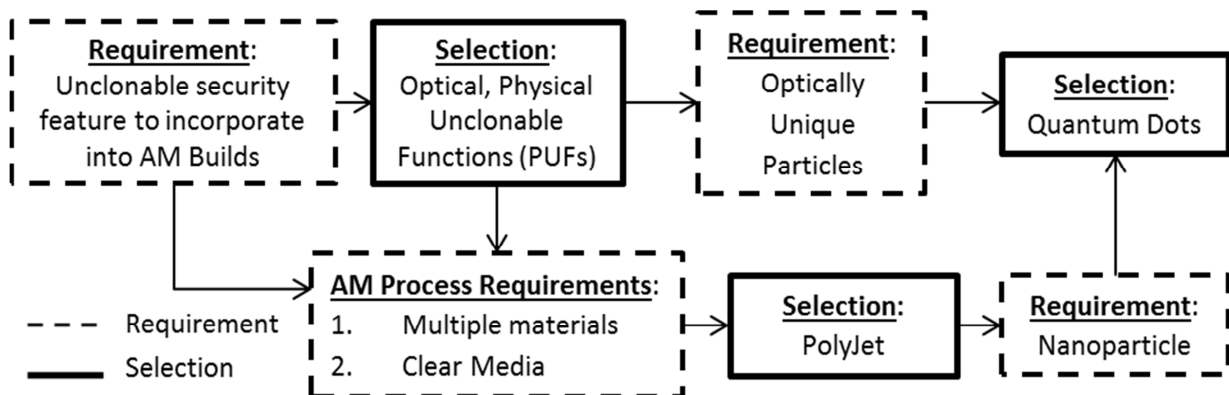 Requirement:
Unclonable security
feature to incorporate
into AM Builds
Selection:
Optical, Physical
Unclonable
Functions (PUFs)
Requirement:
Optically
Unique
Particles
Selection:
Quantum Dots
AM Process Requirements:
1. Multiple materials
2. Clear Media
Selection:
PolyJet
Requirement:
Nanoparticle
Requirement
Selection